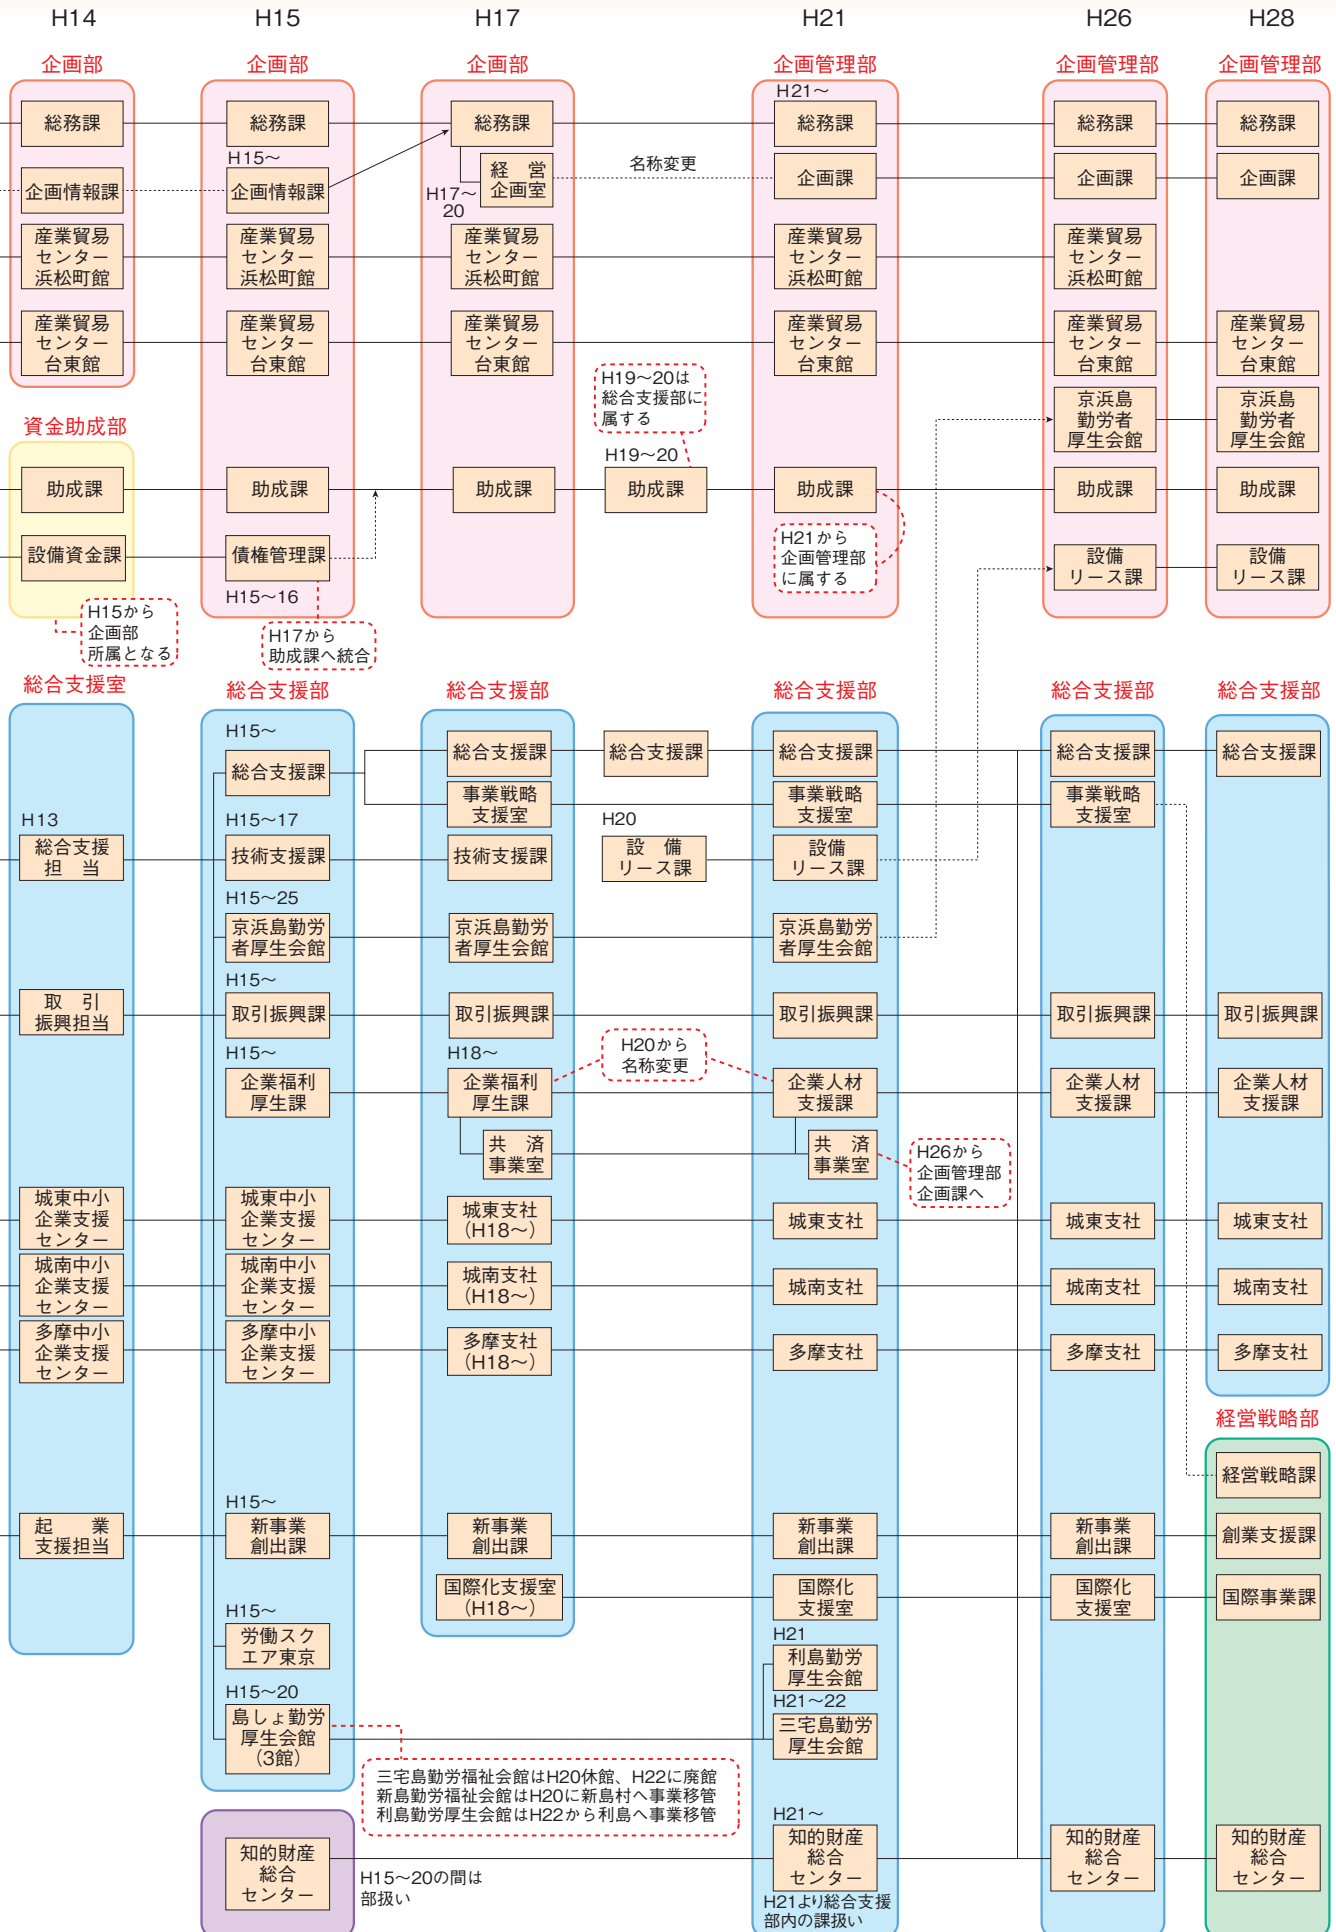 H14
H15
H17
H21
H26
H28
企画部
企画部
企画部
企画管理部
企画管理部
企画管理部
H21～
総務課
総務課
総務課
総務課
総務課
総務課
H15～
企画情報課
企画情報課
経　営
企画室
H17～
20
名称変更
企画課
企画課
企画課
産業貿易
センター
浜松町館
産業貿易
センター
浜松町館
産業貿易
センター
浜松町館
産業貿易
センター
浜松町館
産業貿易
センター
浜松町館
産業貿易
センター
台東館
産業貿易
センター
台東館
産業貿易
センター
台東館
産業貿易
センター
台東館
産業貿易
センター
台東館
産業貿易
センター
台東館
H19～20は
総合支援部に
属する
京浜島
勤労者
厚生会館
京浜島
勤労者
厚生会館
資金助成部
H19～20
助成課
助成課
助成課
助成課
助成課
助成課
助成課
設備資金課
債権管理課
H15～16
H21から
企画管理部
に属する
設備
リース課
設備
リース課
H15から
企画部
所属となる
H17から
助成課へ統合
総合支援室
総合支援部
総合支援部
総合支援部
総合支援部
総合支援部
H15～
総合支援課
総合支援課
総合支援課
総合支援課
総合支援課
総合支援課
事業戦略
支援室
事業戦略
支援室
事業戦略
支援室
H13
総合支援
担　当
H15～17
技術支援課
技術支援課
H20
設　備
リース課
設備
リース課
H15～25
京浜島勤労
者厚生会館
京浜島勤労
者厚生会館
京浜島勤労
者厚生会館
取　引
振興担当
H15～
取引振興課
取引振興課
取引振興課
取引振興課
取引振興課
H15～
企業福利
厚生課
H18～
企業福利
厚生課
H20から
名称変更
企業人材
支援課
企業人材
支援課
企業人材
支援課
共　済
事業室
共　済
事業室
H26から
企画管理部
企画課へ
城東中小
企業支援
センター
城東中小
企業支援
センター
城東支社
（H18～）
城東支社
城東支社
城東支社
城南中小
企業支援
センター
城南中小
企業支援
センター
城南支社
（H18～）
城南支社
城南支社
城南支社
多摩中小
企業支援
センター
多摩中小
企業支援
センター
多摩支社
（H18～）
多摩支社
多摩支社
多摩支社
経営戦略部
経営戦略課
起　業
支援担当
H15～
新事業
創出課
新事業
創出課
新事業
創出課
新事業
創出課
創業支援課
国際化支援室
（H18～）
国際化
支援室
国際化
支援室
国際事業課
H15～
労働スク
エア東京
H21
利島勤労
厚生会館
H15～20
島しょ勤労
厚生会館
（3館）
H21～22
三宅島勤労
厚生会館
三宅島勤労福祉会館はH20休館、H22に廃館
新島勤労福祉会館はH20に新島村へ事業移管
利島勤労厚生会館はH22から利島へ事業移管
知的財産
総合
センター
H15～20の間は
部扱い
H21～
知的財産
総合
センター
H21より総合支援
部内の課扱い
知的財産
総合
センター
知的財産
総合
センター